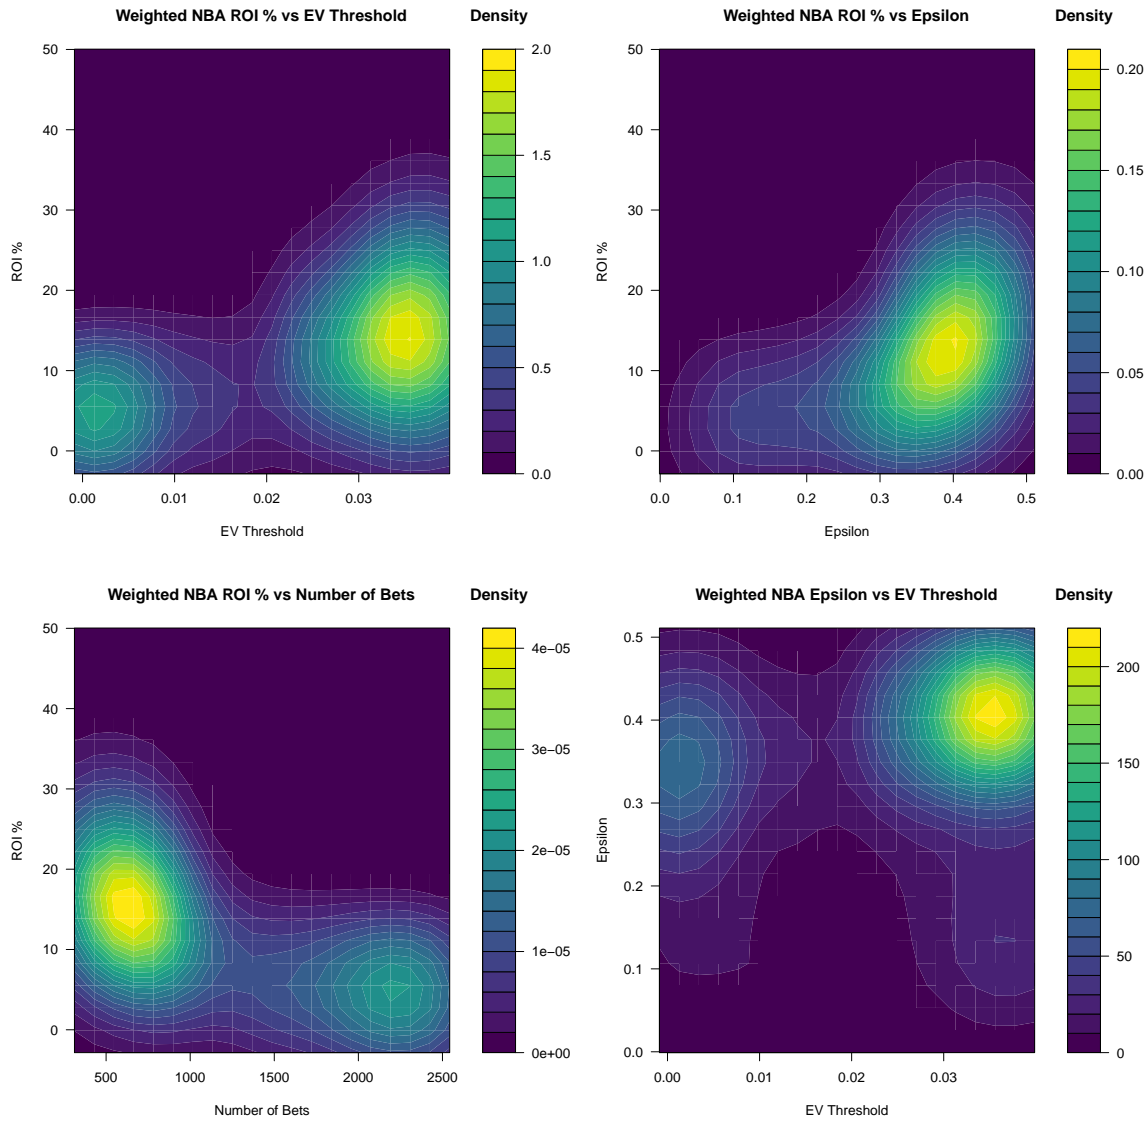 Weighted NBA ROI % vs EV Threshold
Density
50
40
30
20
10
0
ROI %
0.00 0.01 0.02 0.03
EV Threshold
2.0
1.5
1.0
0.5
0.0
Weighted NBA ROI % vs Epsilon
Density
50
40
30
20
10
0
ROI %
0.0 0.1 0.2 0.3 0.4 0.5
Epsilon
0.20
0.15
0.10
0.05
0.00
Weighted NBA ROI % vs Number of Bets
Density
50
40
30
20
10
0
ROI %
500 1000 1500 2000 2500
Number of Bets
4e−05
3e−05
2e−05
1e−05
0e+00
Weighted NBA Epsilon vs EV Threshold
Density
0.5
0.4
0.3
0.2
0.1
0.0
Epsilon
0.00 0.01 0.02 0.03
EV Threshold
200
150
100
50
0